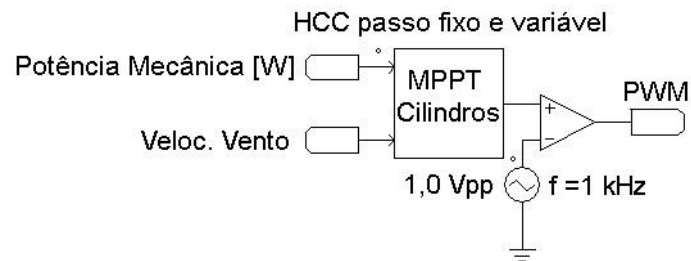 HCC passo fixo e variável
Potência Mecânica [W]
MPPT
Cilindros
PWM
Veloc. Vento
+
−
1,0 Vpp
f =1 kHz